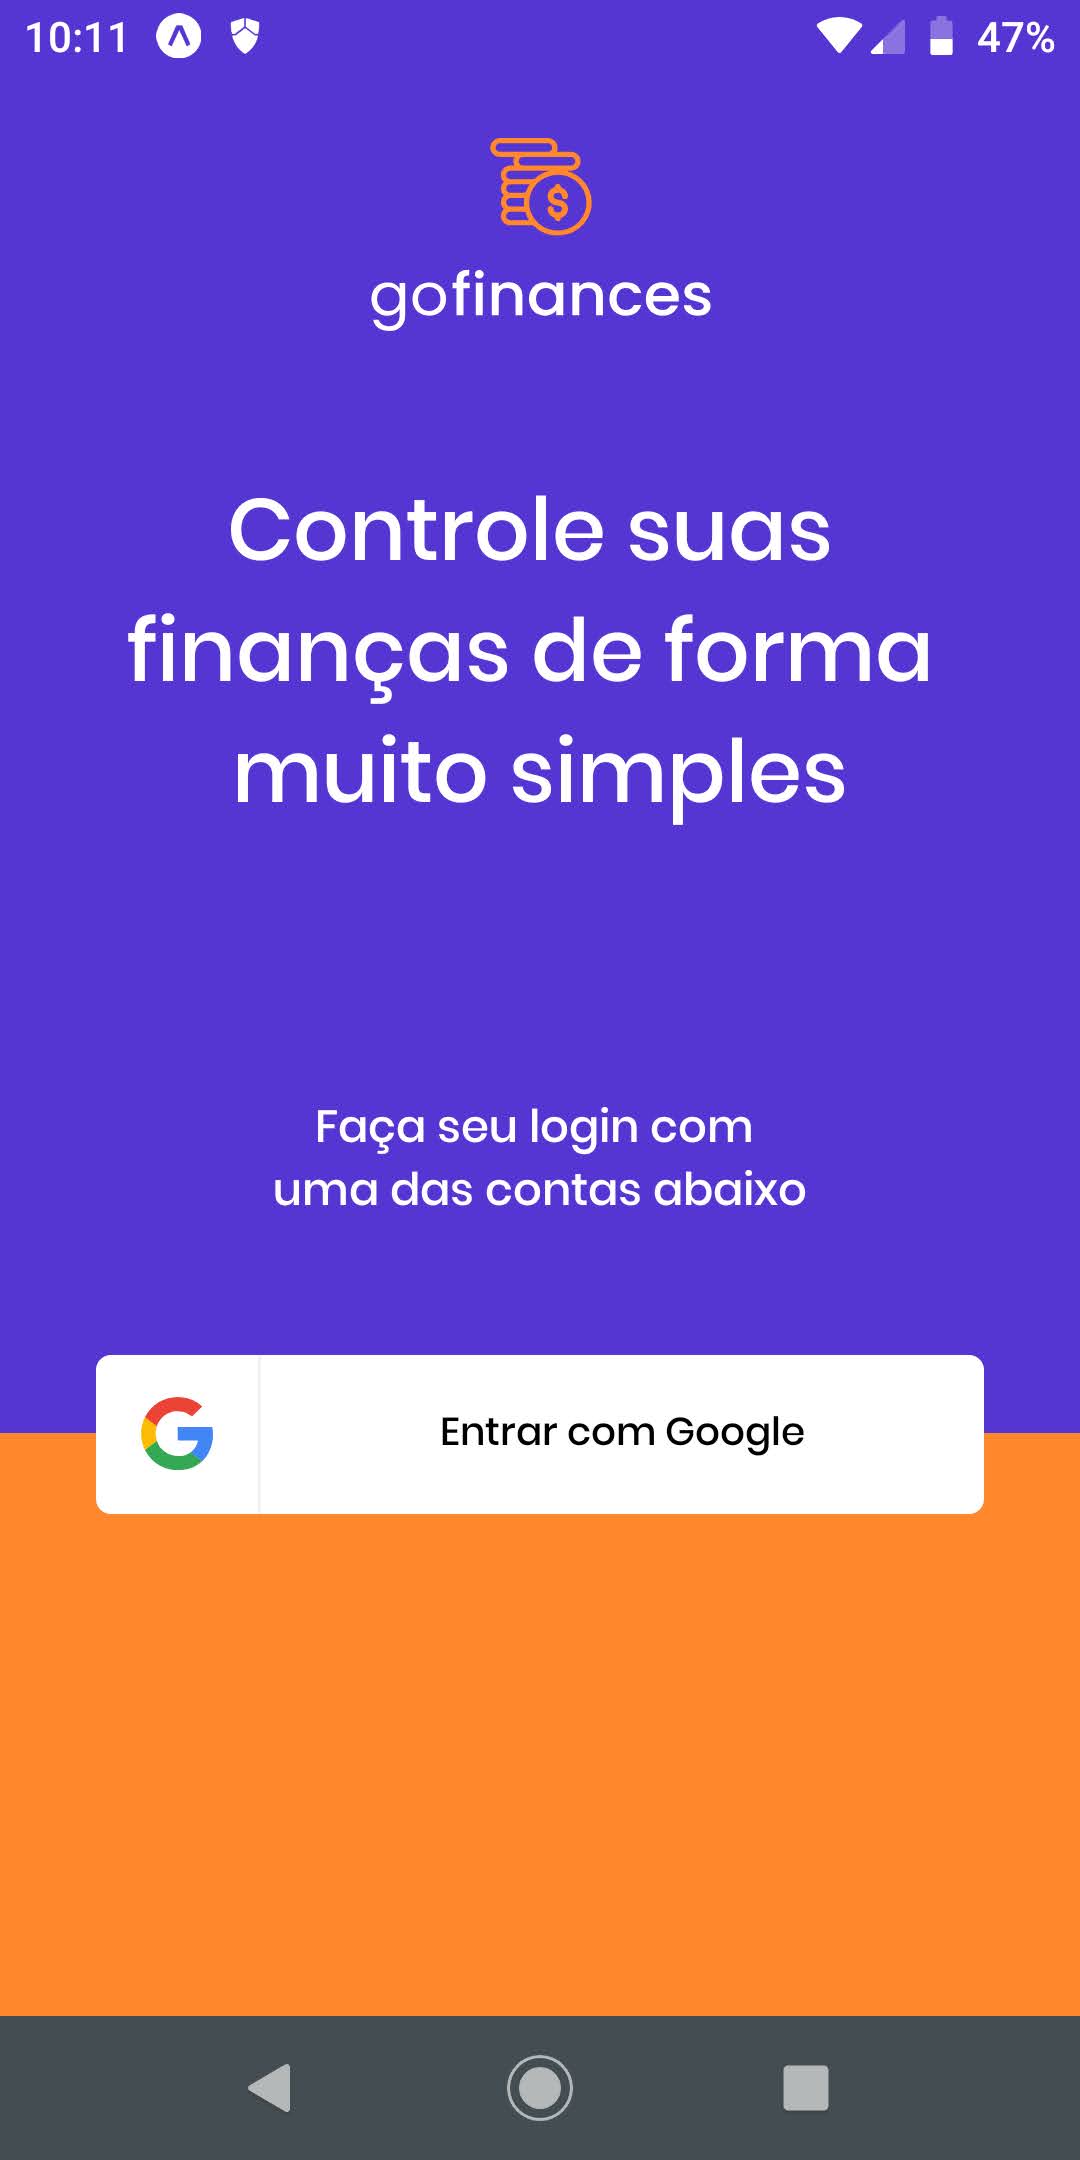 10:11
47%
$
gofinances
Controle suas
finanças de forma
muito simples
Faça seu login com
uma das contas abaixo
Entrar com Google